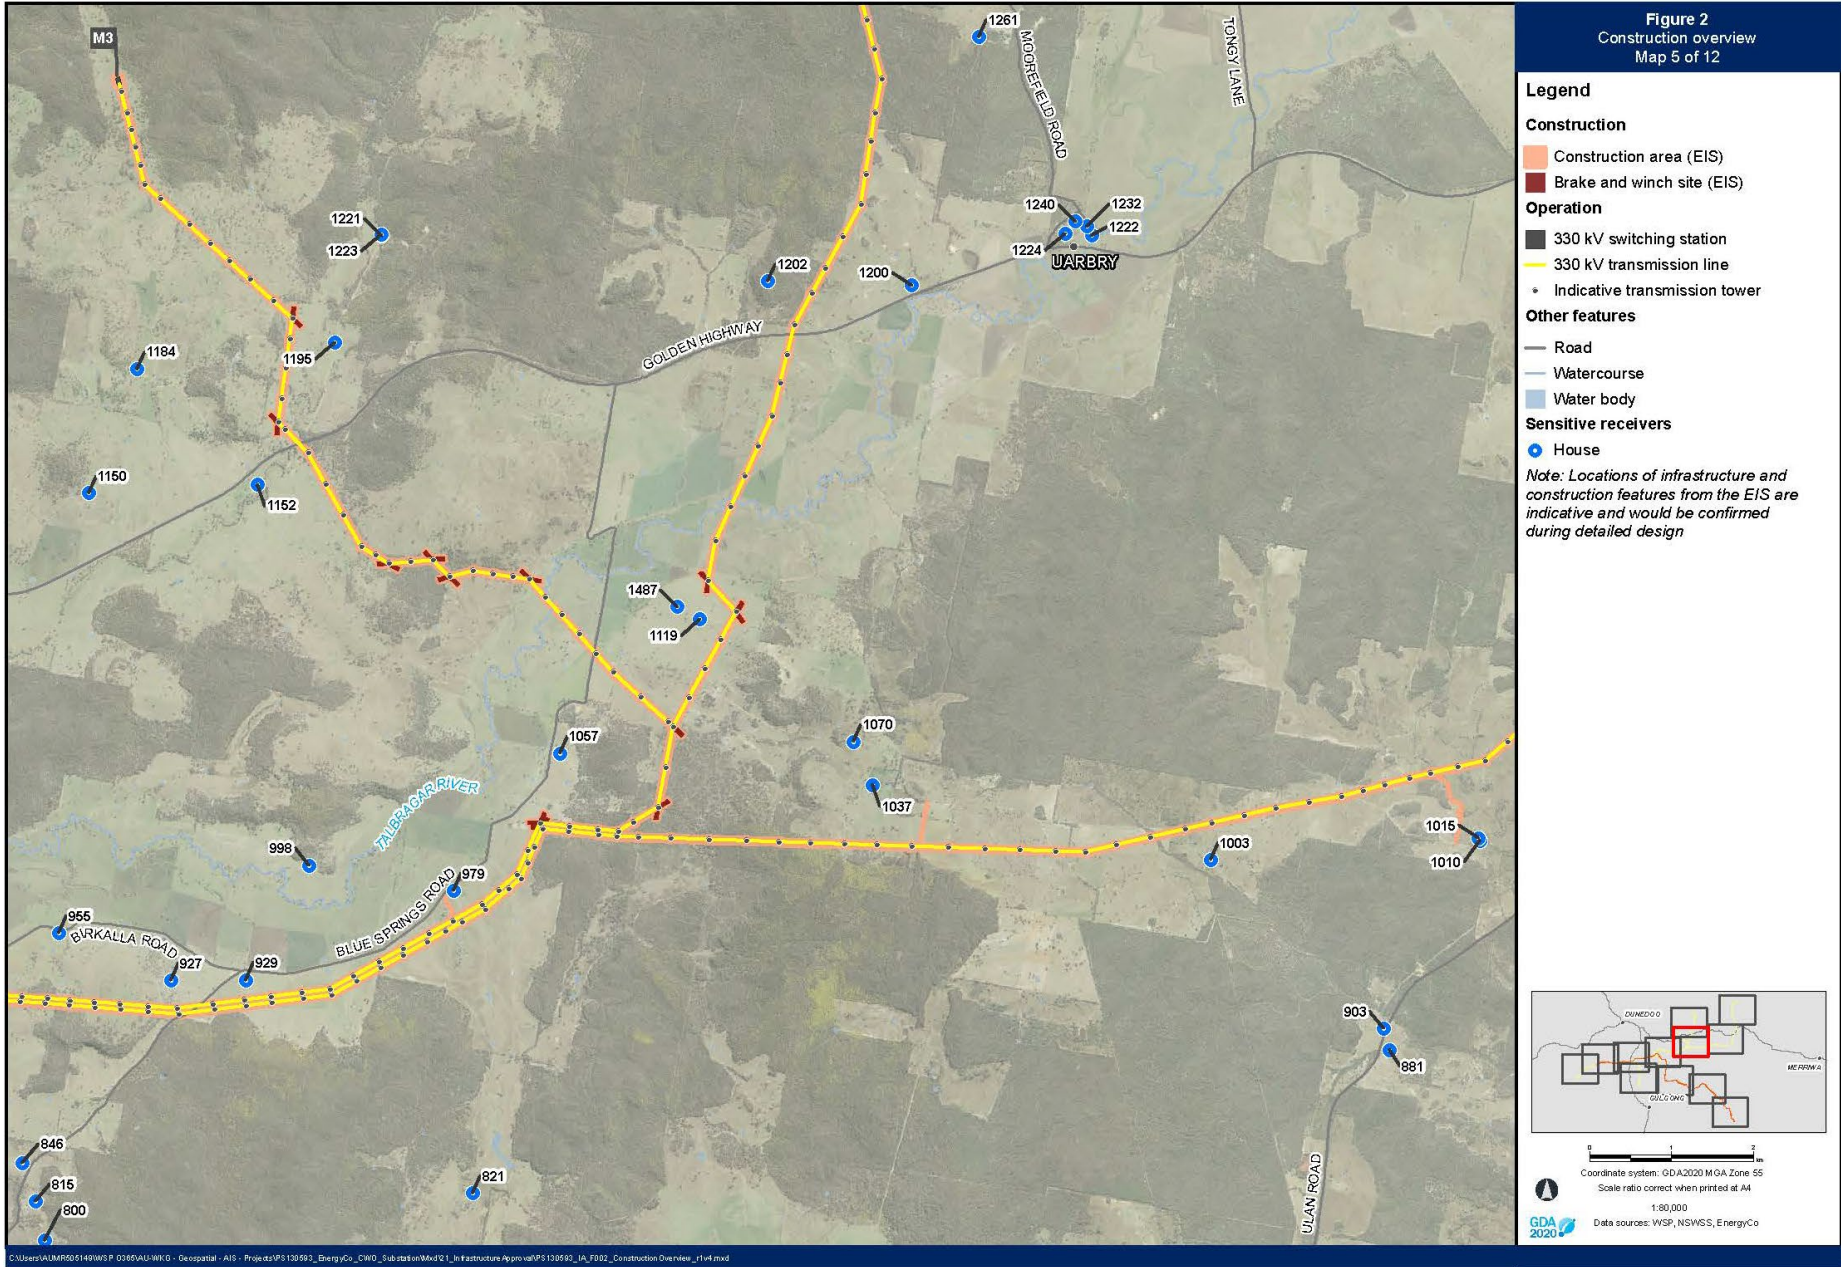 M3
1261
MOOREFIELD ROAD
TONGY LANE
1221
1223
1240
1232
1222
1224
UARBRY
1202
1200
GOLDEN HIGHWAY
1184
1195
1150
1152
1487
1119
1057
1070
1037
TALBRAGAR RIVER
998
979
1003
1015
1010
955
BIRKALLA ROAD
BLUE SPRINGS ROAD
927
929
903
881
846
815
800
821
ULAN ROAD
Figure 2
Construction overview
Map 5 of 12
Legend
Construction
Construction area (EIS)
Brake and winch site (EIS)
Operation
330 kV switching station
330 kV transmission line
Indicative transmission tower
Other features
Road
Watercourse
Water body
Sensitive receivers
House
Note: Locations of infrastructure and
construction features from the EIS are
indicative and would be confirmed
during detailed design
DUNEDOO
MERRIWA
GULGONG
0 1 2
km
Coordinate system: GDA2020 MGA Zone 55
Scale ratio correct when printed at A4
1:80,000
GDA
2020
Data sources: WSP, NSWSS, EnergyCo